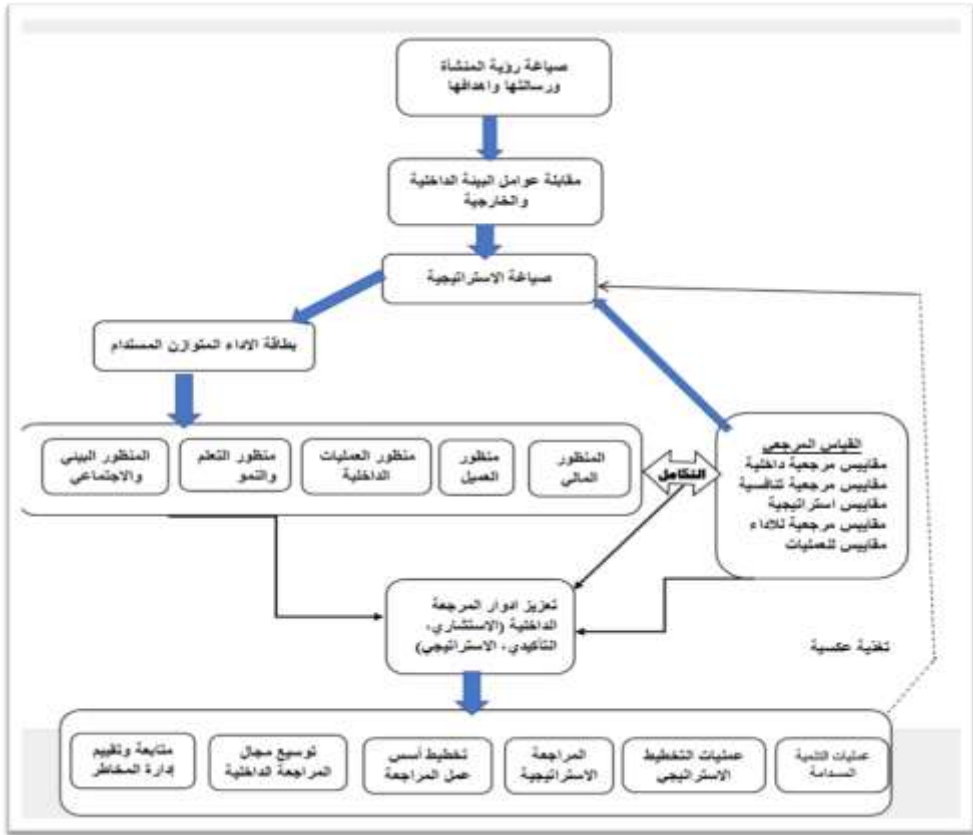 صياغة رؤية المنشأة
ورسالتها واهدافها
مقابلة عوامل البيئة الداخلية
والخارجية
صياغة الاستراتيجية
بطاقة الاداء المتوازن المستدام
المنظور
المالي
منظور
العميل
منظور العمليات
الداخلية
منظور التعلم
والنمو
المنظور البيئي
والاجتماعي
التكامل
القياس المرجعي
مقاييس مرجعية داخلية
مقاييس مرجعية تنافسية
مقاييس استراتيجية
مقاييس مرجعية للاداء
مقاييس للعمليات
تعزيز ادوار المرجعة
الداخلية (الاستشاري،
التأكيدي، الاستراتيجي)
تغذية عكسية
عمليات التنمية
المسدامة
عمليات التخطيط
الاستراتيجي
المراجعة
الاستراتيجية
تخطيط أسس
عمل المراجعة
توسيع مجال
المراجعة الداخلية
متابعة وتقييم
إدارة المخاطر